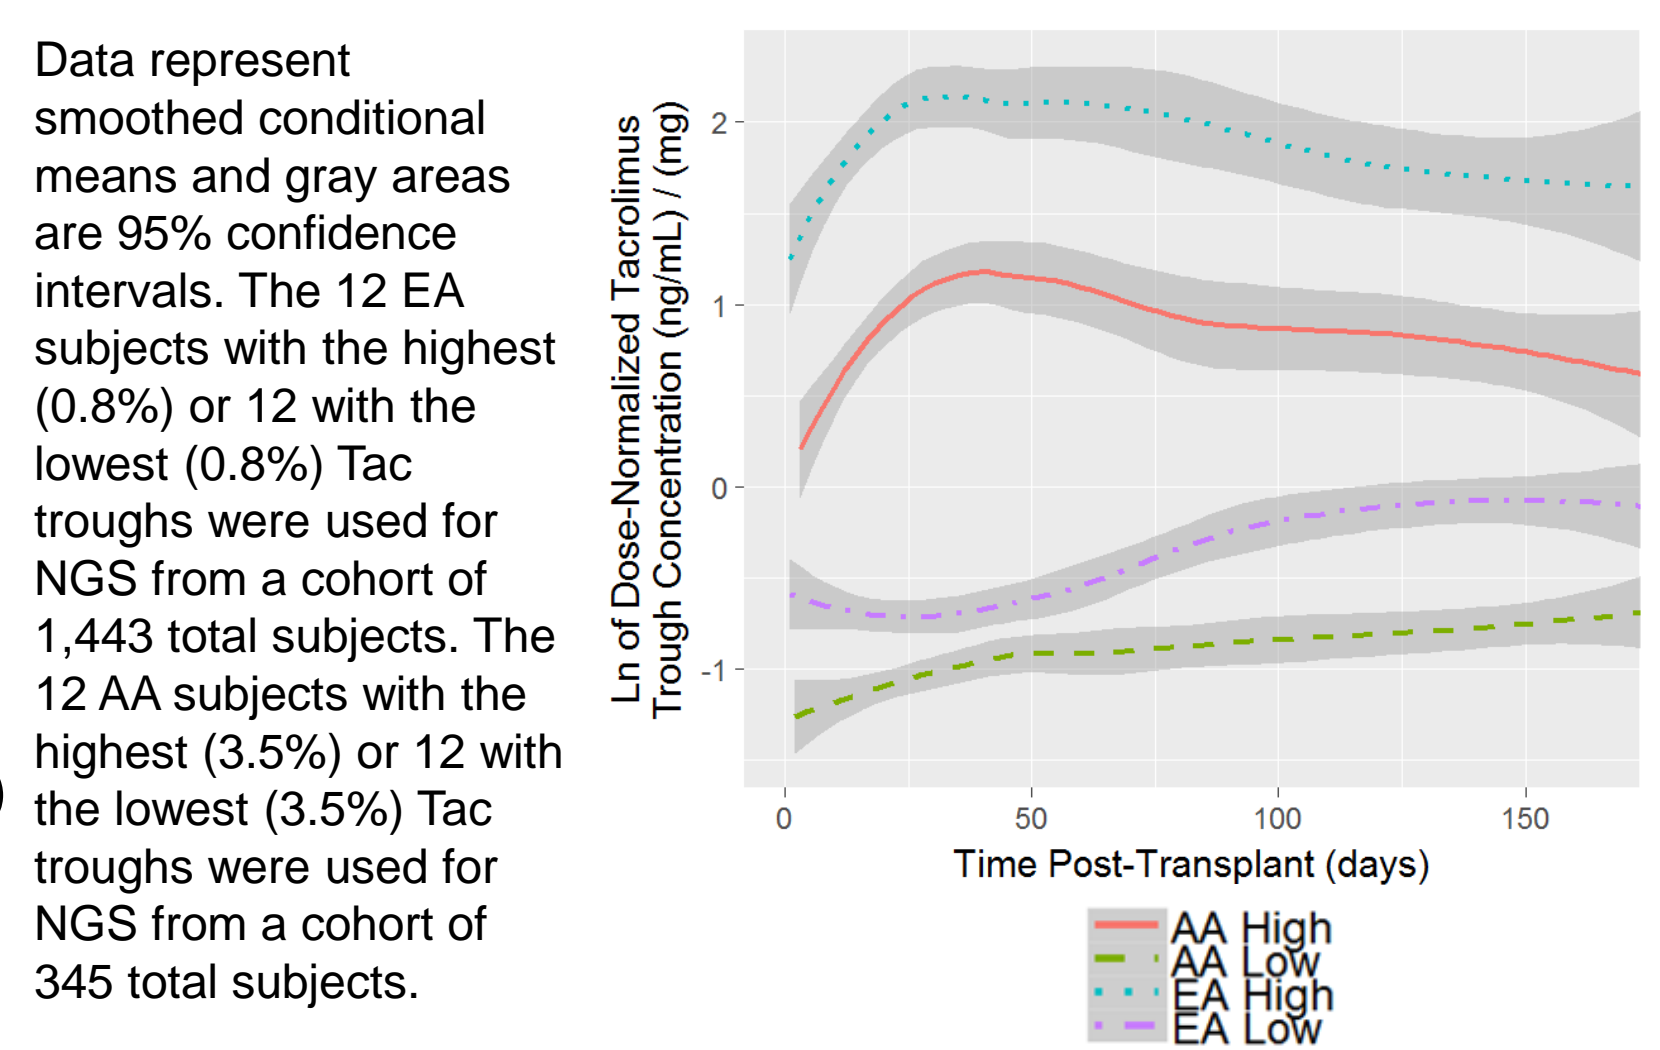 Data represent
smoothed conditional
means and gray areas
are 95% confidence
intervals. The 12 EA
subjects with the highest
(0.8%) or 12 with the
lowest (0.8%) Tac
troughs were used for
NGS from a cohort of
1,443 total subjects. The
12 AA subjects with the
highest (3.5%) or 12 with
the lowest (3.5%) Tac
troughs were used for
NGS from a cohort of
345 total subjects.
)
Ln of Dose-Normalized Tacrolimus
Trough Concentration (ng/mL) / (mg)
2
1
0
-1
0 50 100 150
Time Post-Transplant (days)
AA High
AA Low
EA High
EA Low